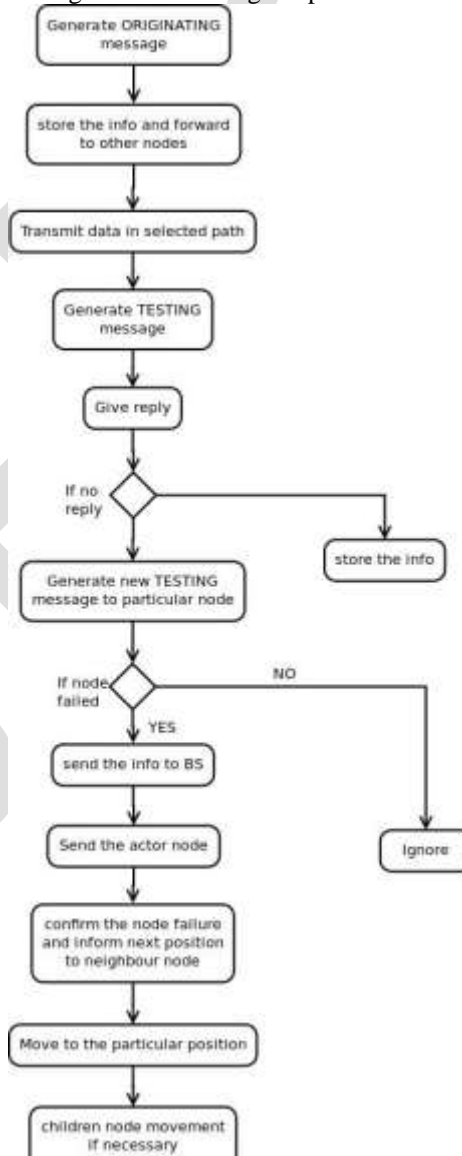 Generate ORIGINATING
message
store the info and forward
to other nodes
Transmit data in selected path
Generate TESTING
message
Give reply
If no
reply
store the info
Generate new TESTING
message to particular node
If node
failed
NO
YES
send the info to BS
Send the actor node
Ignore
confirm the node failure
and inform next position
to neighbour node
Move to the particular position
children node movement
if necessary